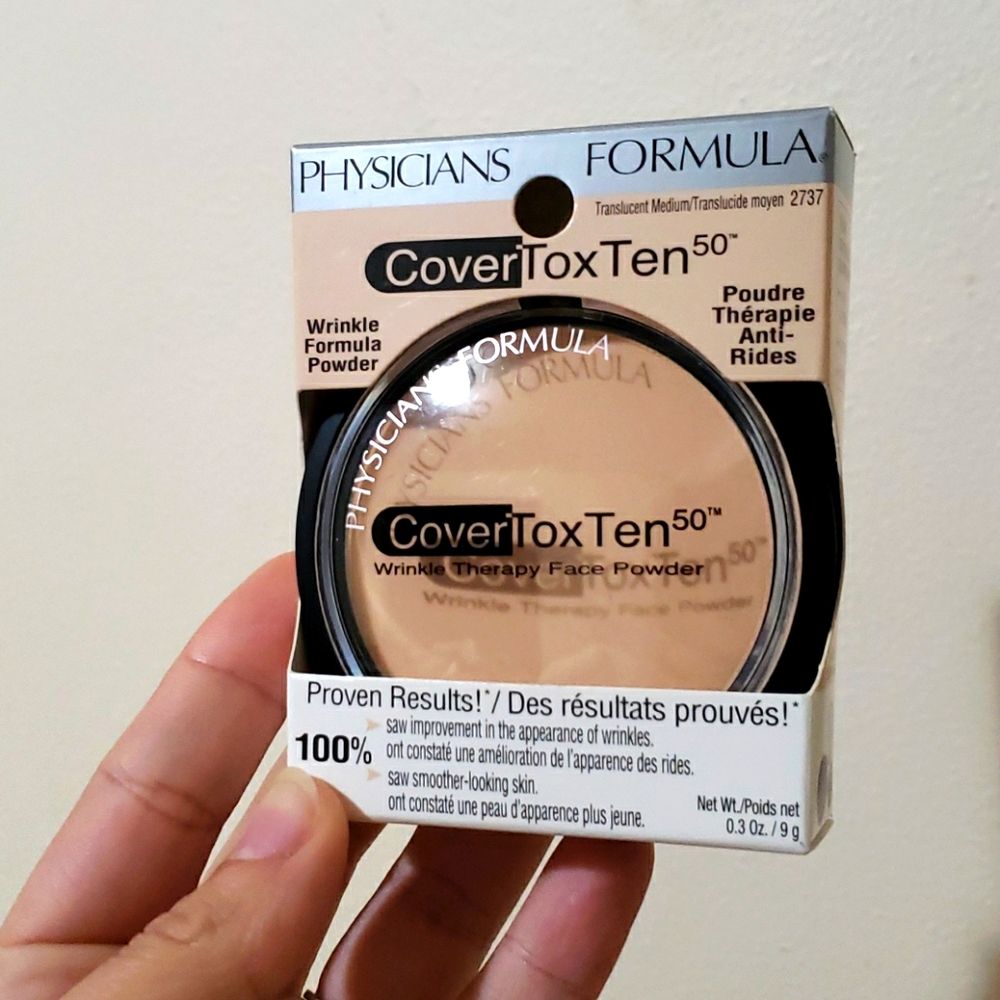 PHYSICIANS FORMULA®
Translucent Medium/Translucide moyen 2737
CoverToxTen50™
Wrinkle
Formula
Powder
Poudre
Thérapie
Anti-
Rides
PHYSICIANS FORMULA
CoverToxTen50™
Wrinkle Therapy Face Powder
Proven Results!*/ Des résultats prouvés!*
100%
saw improvement in the appearance of wrinkles.
ont constaté une amélioration de l'apparence des rides.
saw smoother-looking skin.
ont constaté une peau d'apparence plus jeune.
Net Wt./Poids net
0.3 Oz. / 9 g